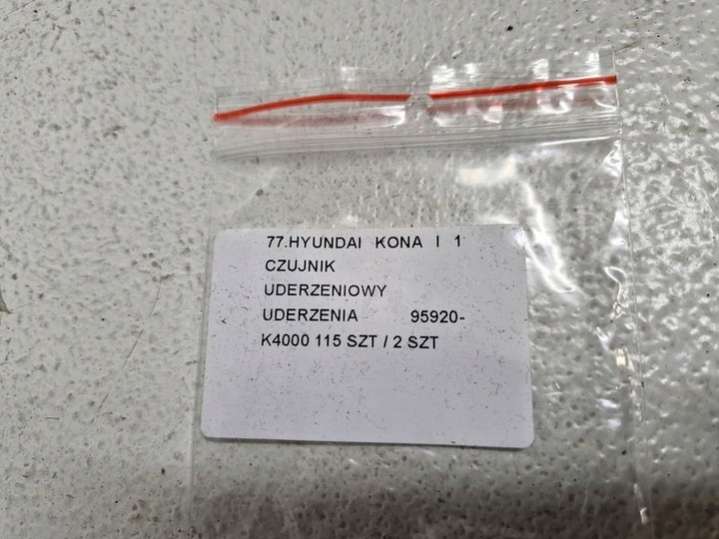 77.HYUNDAI KONA I 1
CZUJNIK
UDERZENIOWY
UDERZENIA 95920-
K4000 115 SZT / 2 SZT